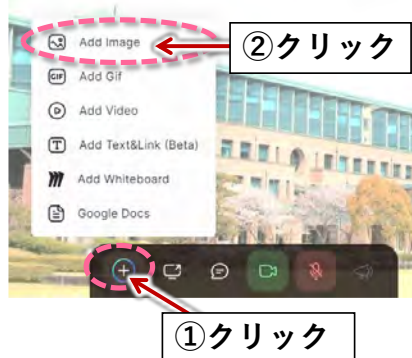 Add Image
②クリック
GIF Add Gif
Add Video
T Add Text&Link (Beta)
Add Whiteboard
Google Docs
①クリック